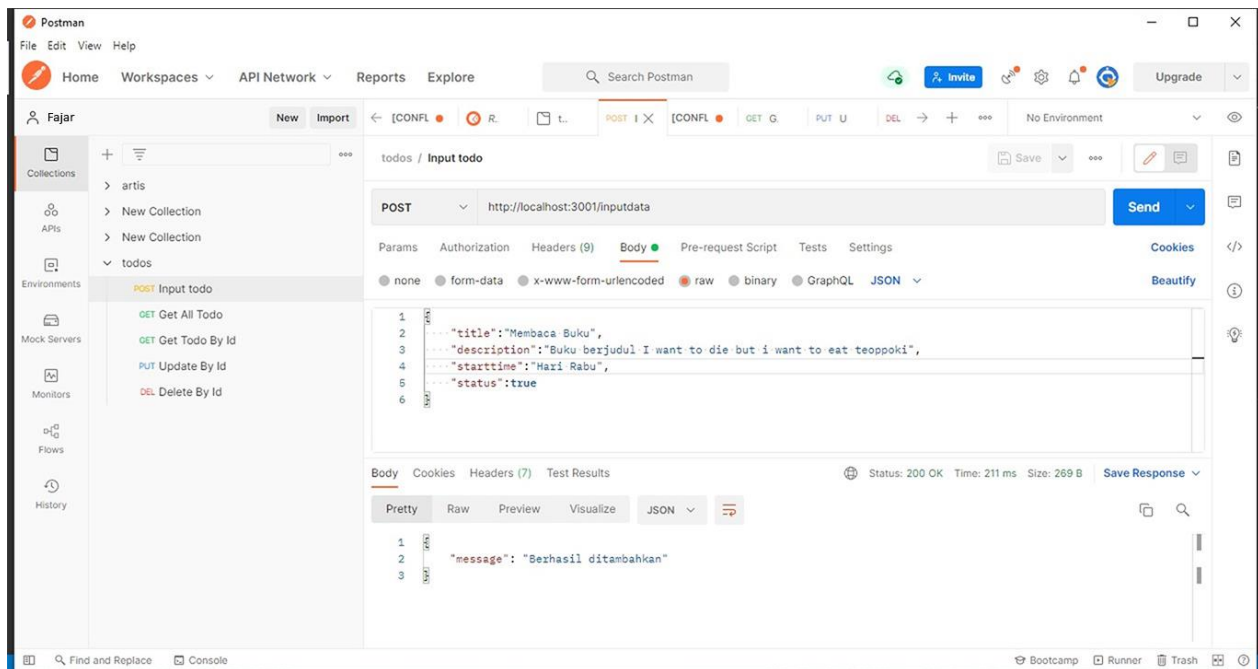 Postman
File Edit View Help
Home Workspaces API Network Reports Explore Search Postman Invite Upgrade
Fajar New Import [CONFL R. t.. POST I [CONFL GET G. PUT U DEL No Environment
Collections
APIs
Environments
Mock Servers
Monitors
Flows
History
artis
New Collection
New Collection
todos
POST Input todo
GET Get All Todo
GET Get Todo By Id
PUT Update By Id
DEL Delete By Id
todos / Input todo Save
POST http://localhost:3001/inputdata Send
Params Authorization Headers (9) Body Pre-request Script Tests Settings Cookies
none form-data x-www-form-urlencoded raw binary GraphQL JSON Beautify
1 {
2 "title":"Membaca Buku",
3 "description":"Buku berjudul I want to die but i want to eat teoppoki",
4 "starttime":"Hari Rabu",
5 "status":true
6 }
Body Cookies Headers (7) Test Results Status: 200 OK Time: 211 ms Size: 269 B Save Response
Pretty Raw Preview Visualize JSON
1 {
2 "message": "Berhasil ditambahkan"
3 }
Find and Replace Console Bootcamp Runner Trash